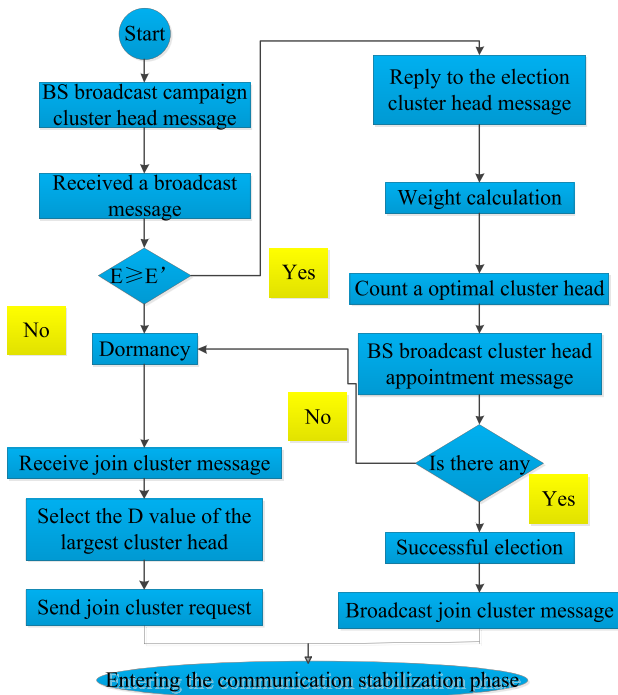 Start
BS broadcast campaign
cluster head message
Received a broadcast
message
E≥E’
Yes
No
Dormancy
Receive join cluster message
Select the D value of the
largest cluster head
Send join cluster request
Reply to the election
cluster head message
Weight calculation
Count a optimal cluster head
BS broadcast cluster head
appointment message
No
Is there any
Yes
Successful election
Broadcast join cluster message
Entering the communication stabilization phase